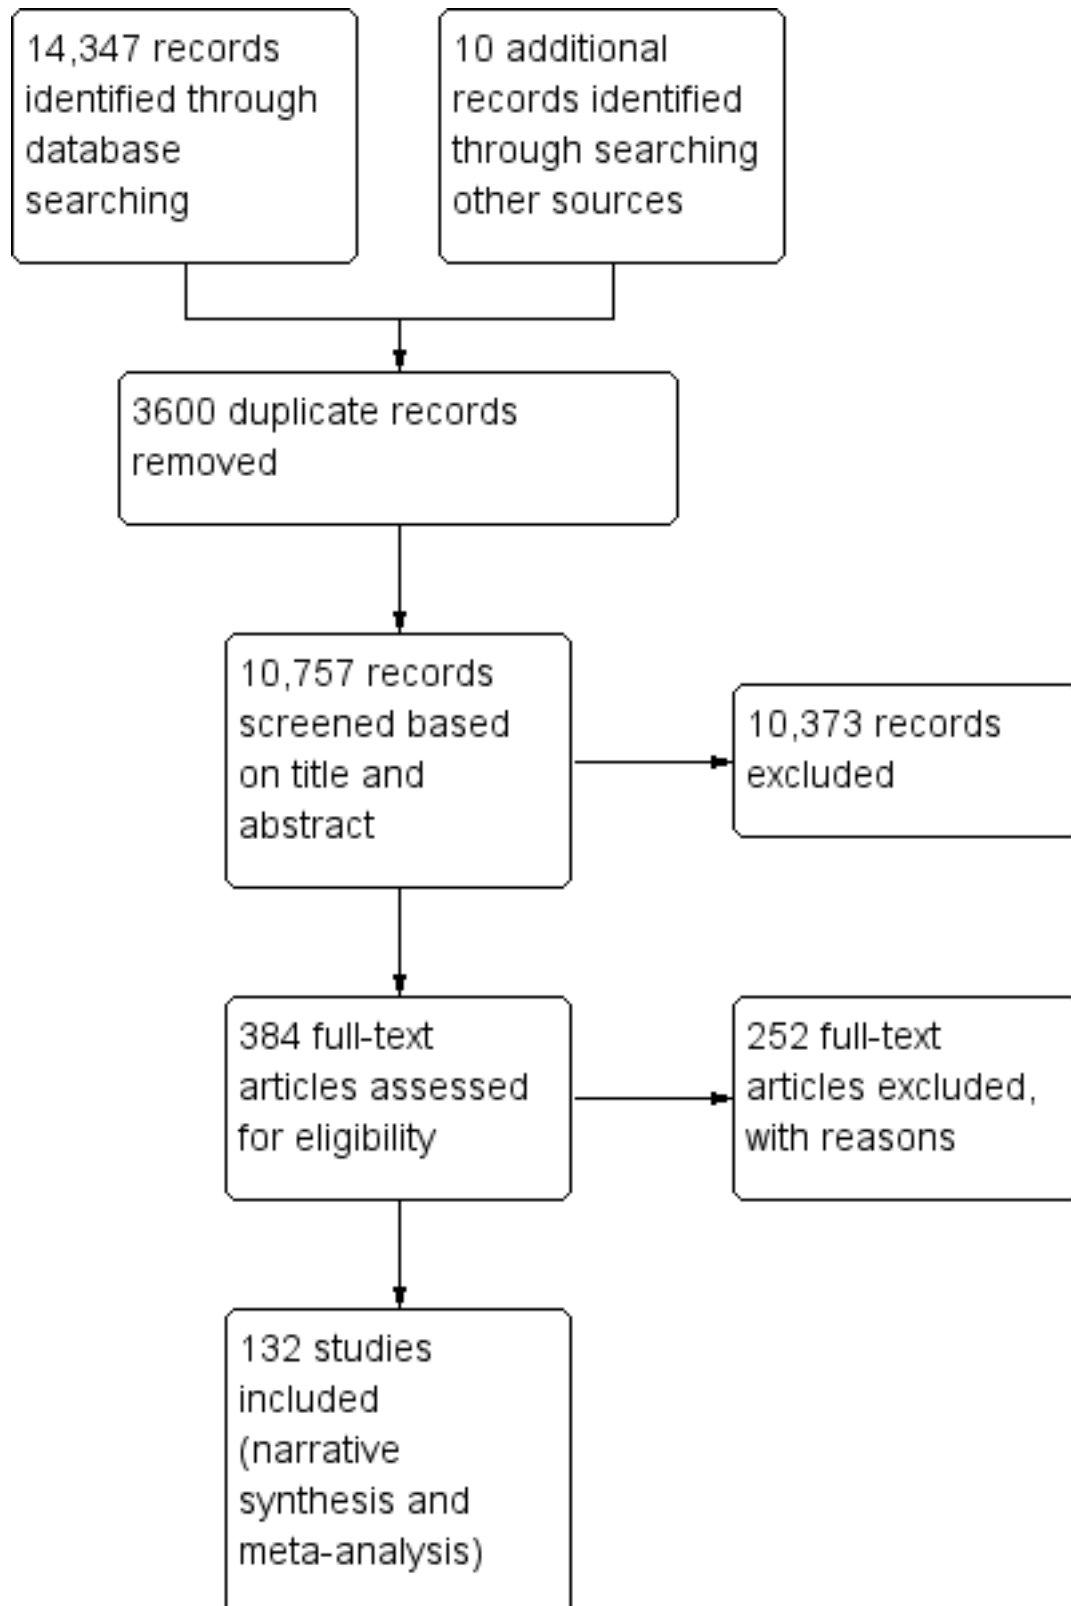 14,347 records
identified through
database
searching
10 additional
records identified
through searching
other sources
3600 duplicate records
removed
10,757 records
screened based
on title and
abstract
10,373 records
excluded
384 full-text
articles assessed
for eligibility
252 full-text
articles excluded,
with reasons
132 studies
included
(narrative
synthesis and
meta-analysis)